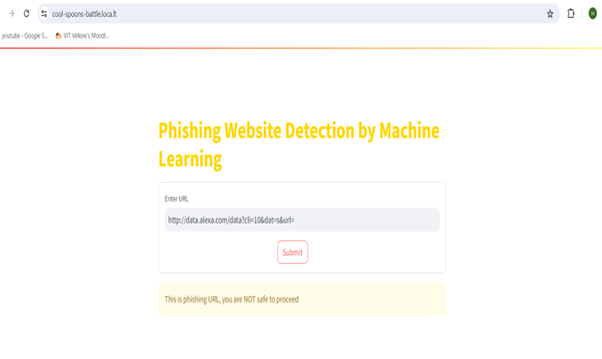 cool-spoons-battle.loca.lt
youtube - Google S...
VIT Vellore's Moodl...
Phishing Website Detection by Machine
Learning
Enter URL
http://data.alexa.com/data?cli=10&dat=s&url=
Submit
This is phishing URL, you are NOT safe to proceed